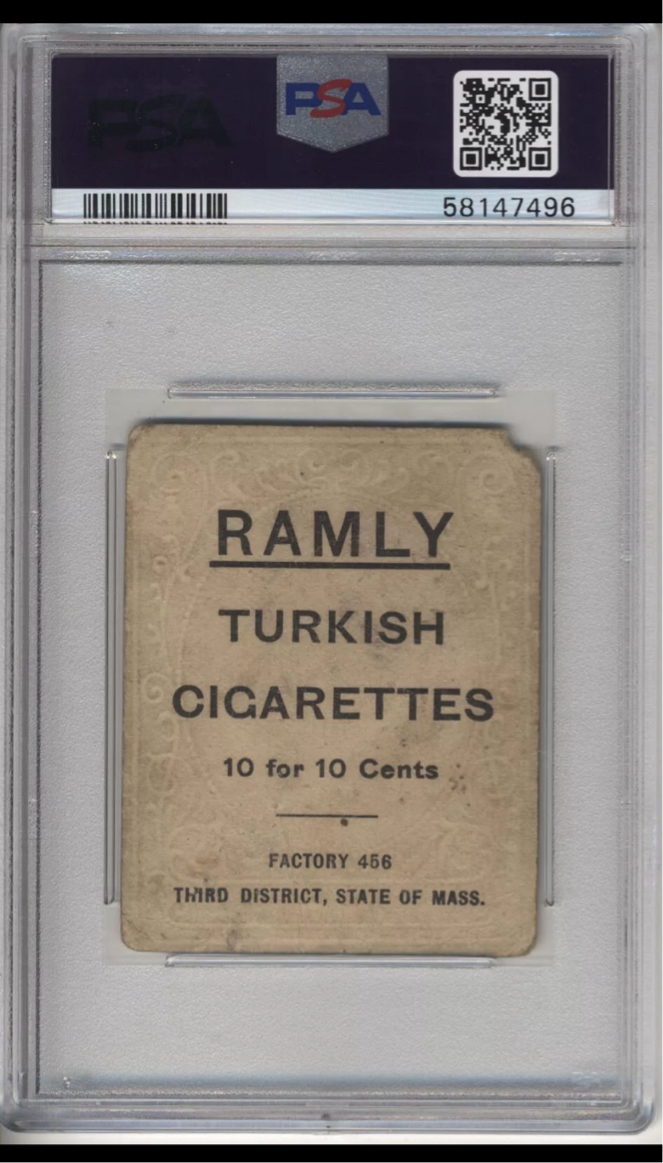 PSA
PSA
58147496
RAMLY
TURKISH
CIGARETTES
10 for 10 Cents
FACTORY 456
THIRD DISTRICT, STATE OF MASS.